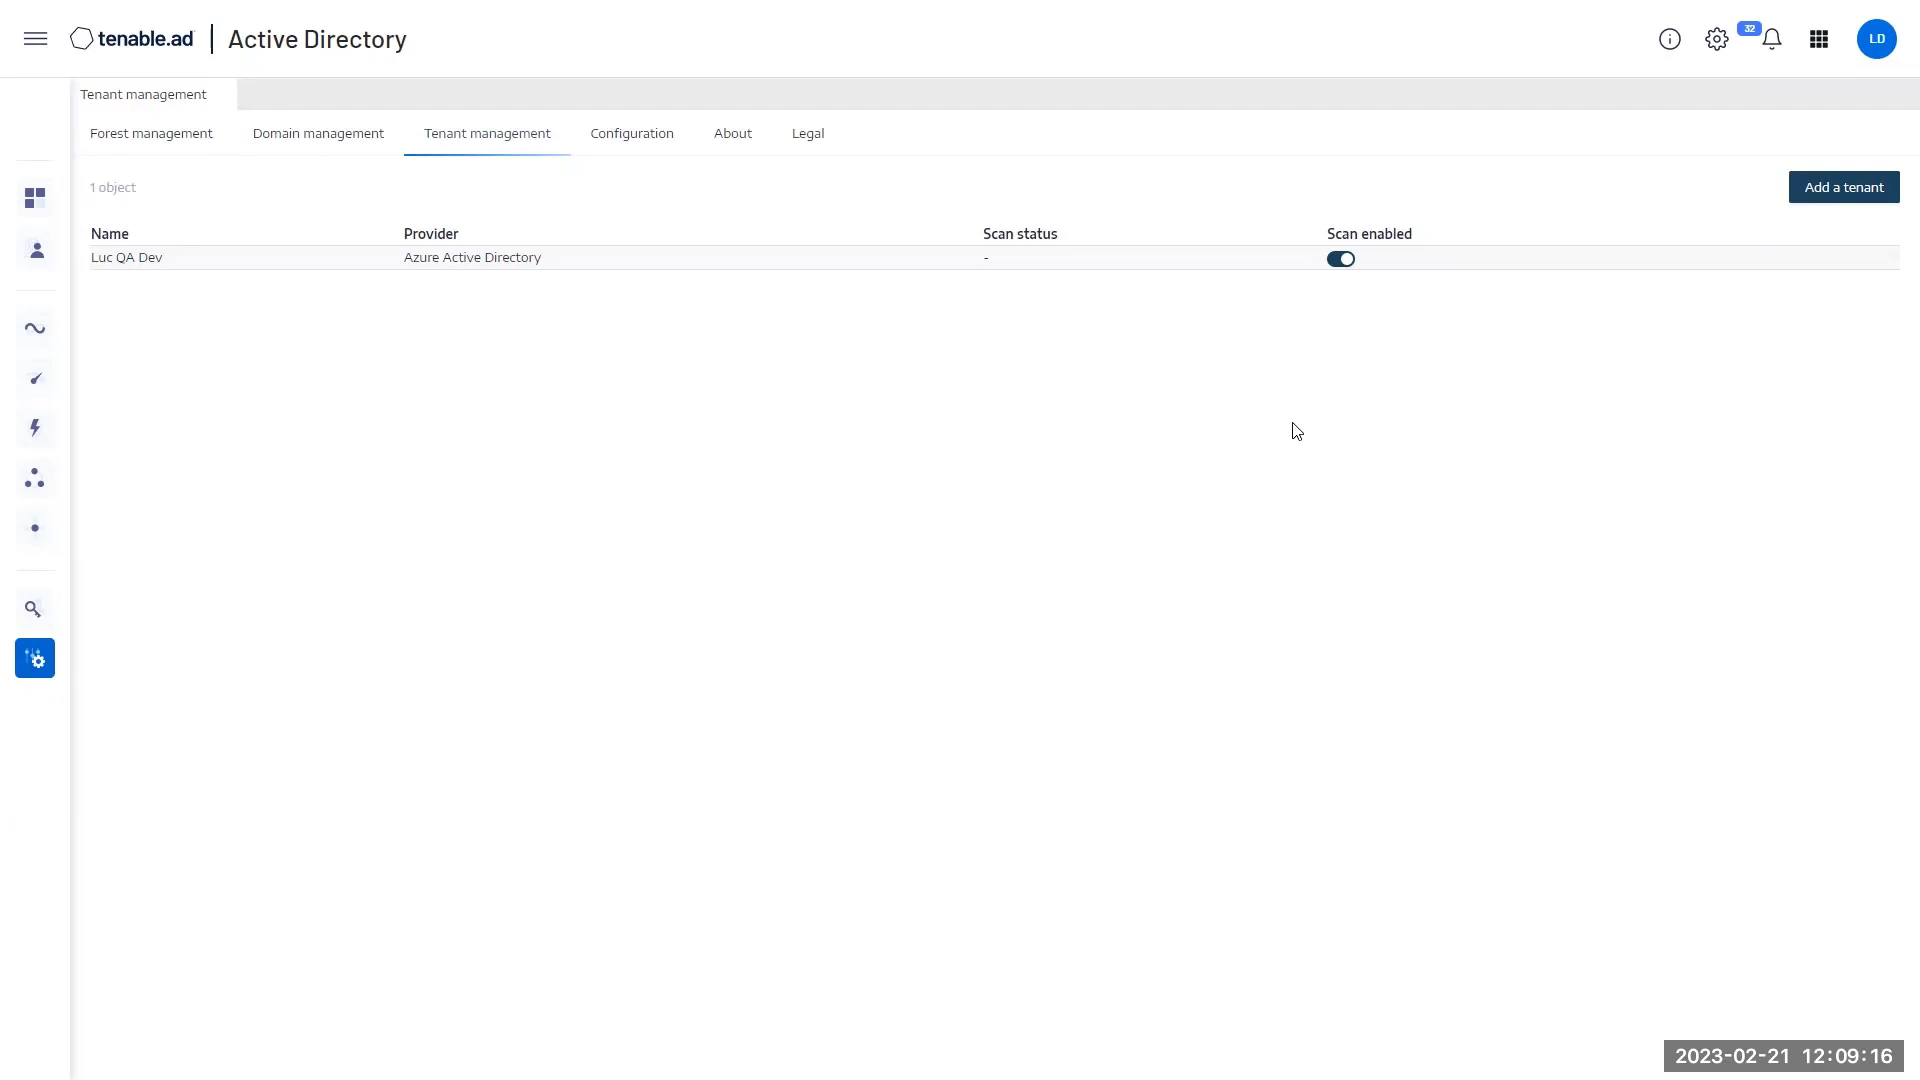 tenable.ad | Active Directory
32
LD
Tenant management
Forest management Domain management Tenant management Configuration About Legal
1 object
Add a tenant
Name Provider Scan status Scan enabled
Luc QA Dev Azure Active Directory -
2023-02-21 12:09:16